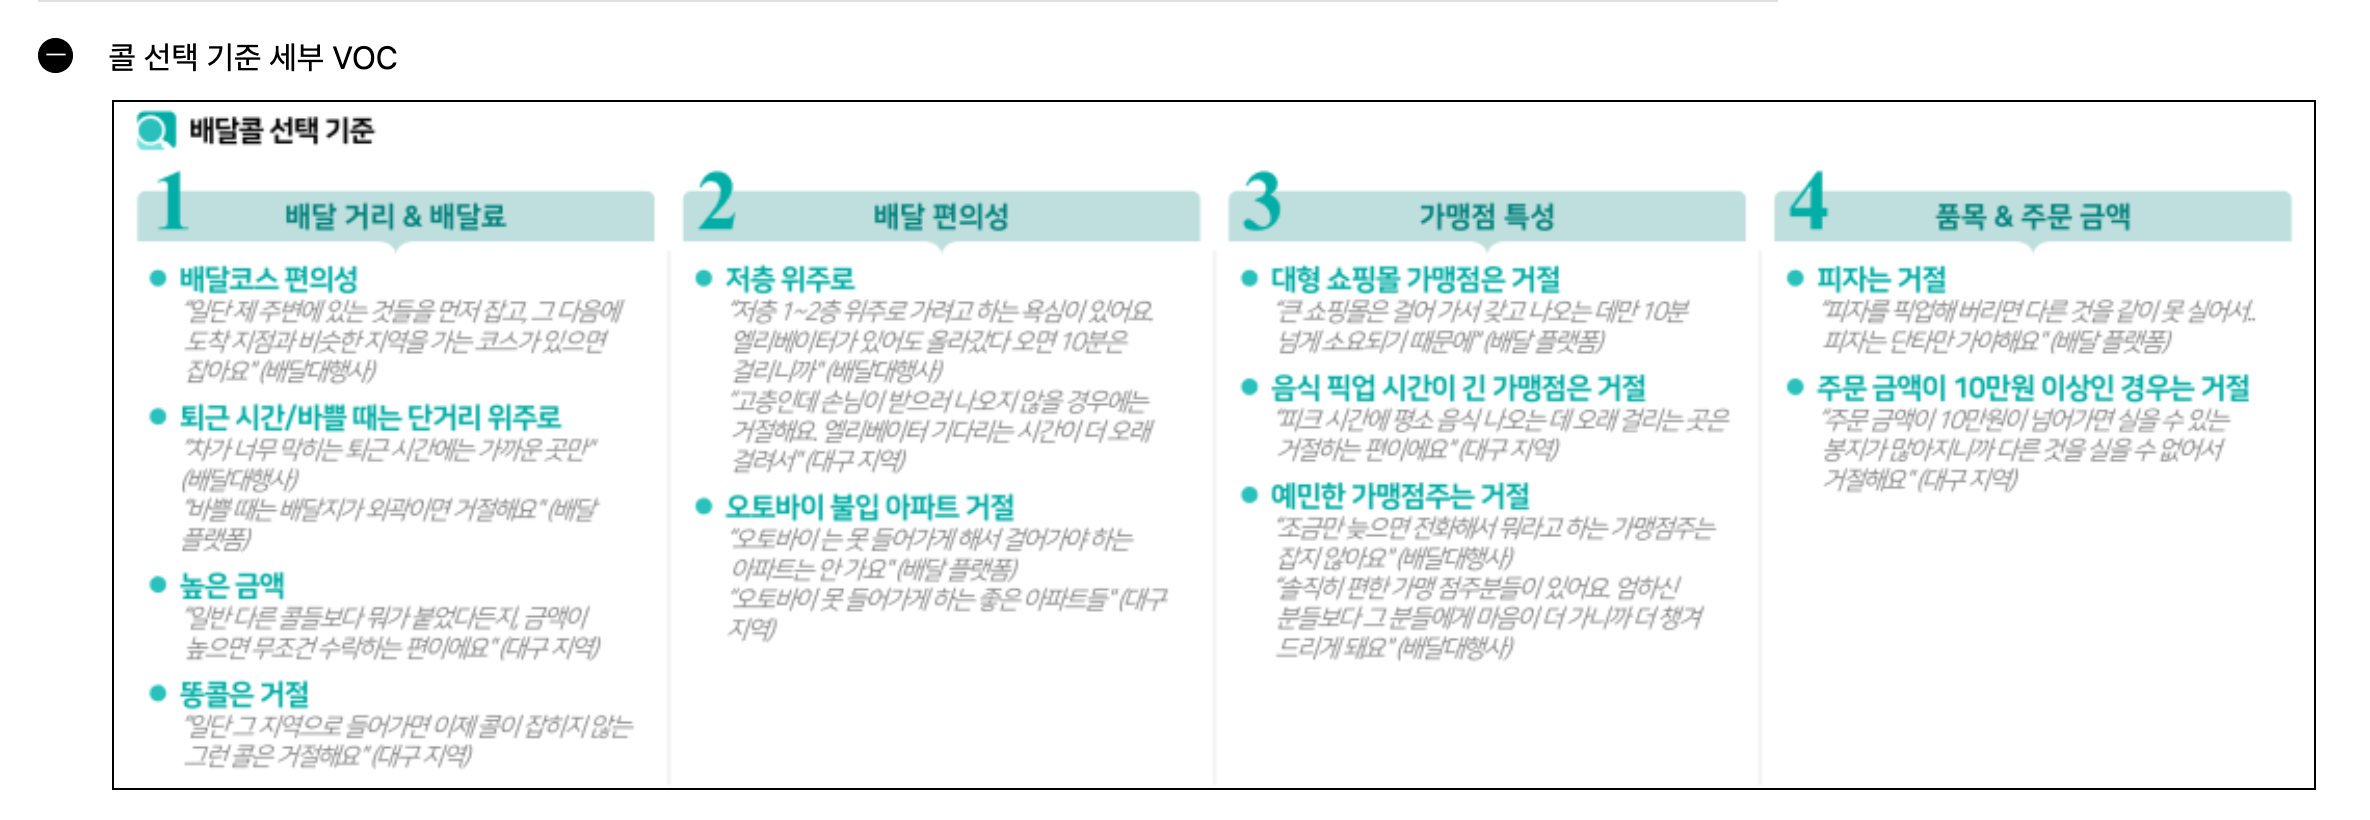 콜 선택 기준 세부 VOC
배달콜 선택 기준
1
배달 거리 & 배달료
배달코스 편의성
"일단 제 주변에 있는 것들을 먼저 잡고, 그 다음에
도착 지점과 비슷한 지역을 가는 코스가 있으면
잡아요" (배달대행사)
퇴근 시간/바쁠 때는 단거리 위주로
"차가 너무 막히는 퇴근 시간에는 가까운 곳만"
(배달대행사)
"바쁠 때는 배달지가 외곽이면 거절해요" (배달
플랫폼)
높은 금액
"일반 다른 콜들보다 뭐가 붙었다든지, 금액이
높으면 무조건 수락하는 편이에요" (대구 지역)
똥콜은 거절
"일단 그 지역으로 들어가면 이제 콜이 잡히지 않는
그런 콜은 거절해요" (대구 지역)
2
배달 편의성
저층 위주로
"저층 1~2층 위주로 가려고 하는 욕심이 있어요.
엘리베이터가 있어도 올라갔다 오면 10분은
걸리니까" (배달대행사)
"고층인데 손님이 받으러 나오지 않을 경우에는
거절해요. 엘리베이터 기다리는 시간이 더 오래
걸려서" (대구 지역)
오토바이 불입 아파트 거절
"오토바이 는 못 들어가게 해서 걸어가야 하는
아파트는 안 가요" (배달 플랫폼)
"오토바이 못 들어가게 하는 좋은 아파트들" (대구
지역)
3
가맹점 특성
대형 쇼핑몰 가맹점은 거절
"큰 쇼핑몰은 걸어 가서 갖고 나오는 데만 10분
넘게 소요되기 때문에" (배달 플랫폼)
음식 픽업 시간이 긴 가맹점은 거절
"피크 시간에 평소 음식 나오는 데 오래 걸리는 곳은
거절하는 편이에요" (대구 지역)
예민한 가맹점주는 거절
"조금만 늦으면 전화해서 뭐라고 하는 가맹점주는
잡지 않아요" (배달대행사)
"솔직히 편한 가맹 점주분들이 있어요. 엄하신
분들보다 그 분들에게 마음이 더 가니까 더 챙겨
드리게 돼요" (배달대행사)
4
품목 & 주문 금액
피자는 거절
"피자를 픽업해 버리면 다른 것을 같이 못 실어서..
피자는 단타만 가야해요" (배달 플랫폼)
주문 금액이 10만원 이상인 경우는 거절
"주문 금액이 10만원이 넘어가면 실을 수 있는
봉지가 많아지니까 다른 것을 실을 수 없어서
거절해요" (대구 지역)